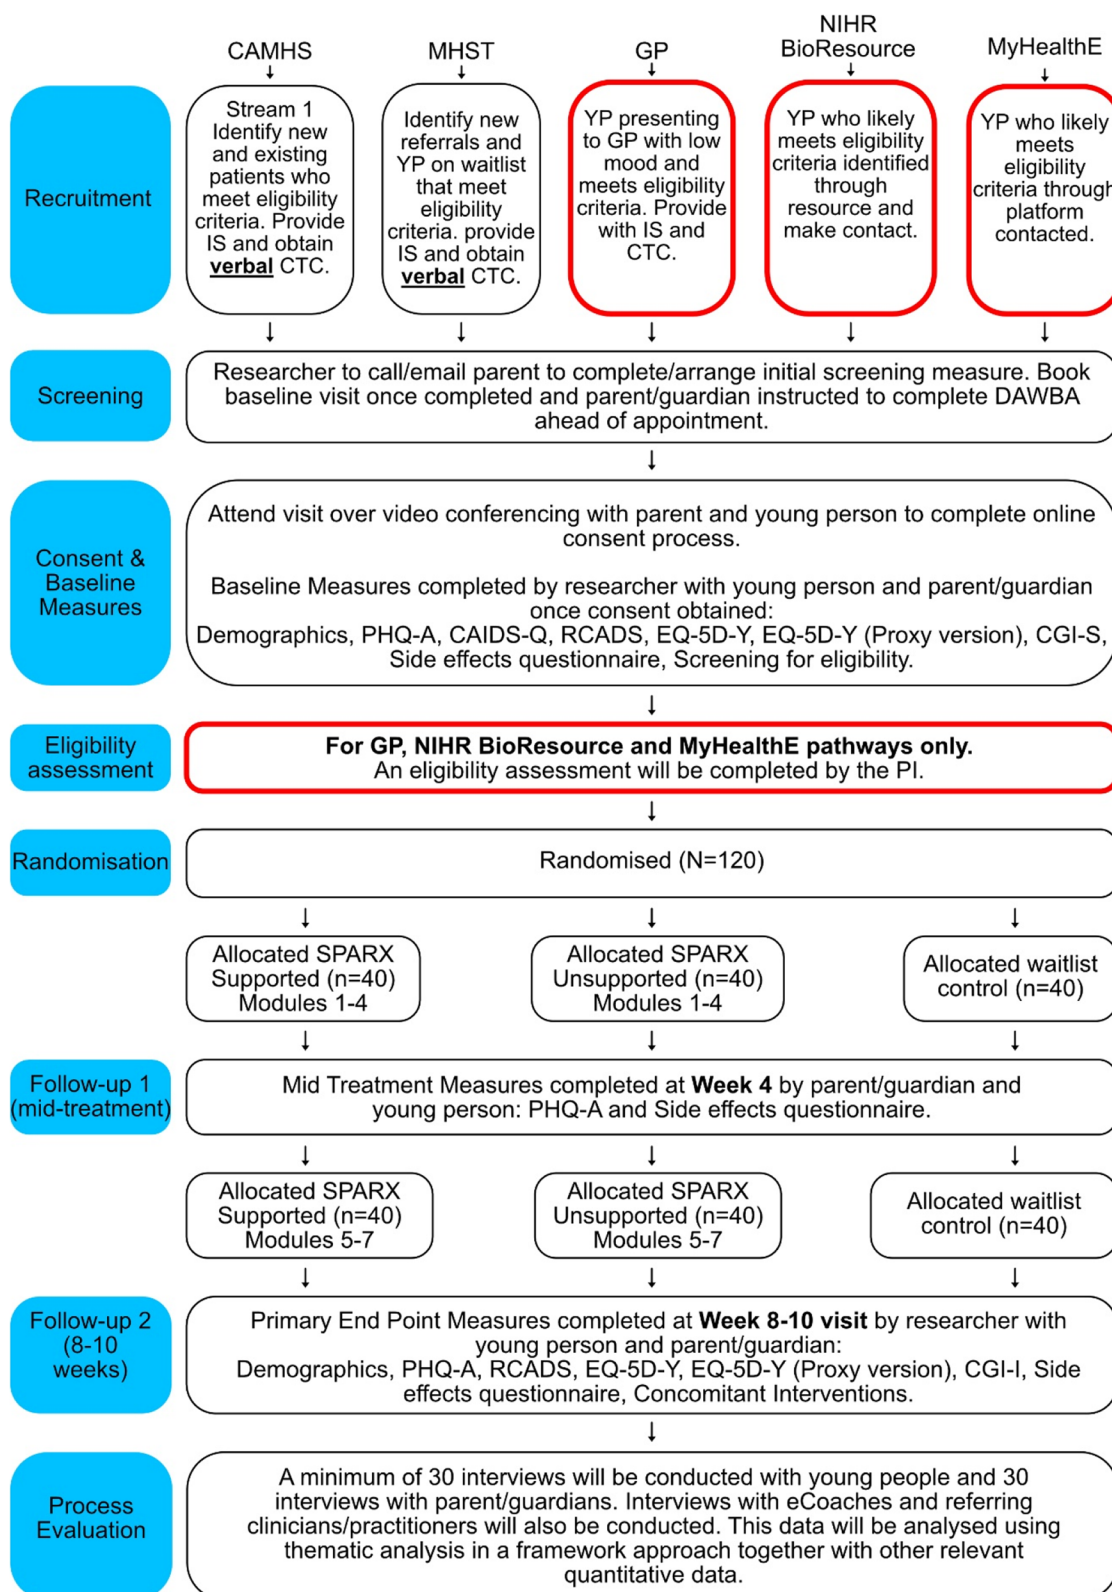 CAMHS
MHST
GP
NIHR
BioResource
MyHealthE
Recruitment
Stream 1
Identify new
and existing
patients who
meet eligibility
criteria. Provide
IS and obtain
verbal CTC.
Identify new
referrals and
YP on waitlist
that meet
eligibility
criteria. provide
IS and obtain
verbal CTC.
YP presenting
to GP with low
mood and
meets eligibility
criteria. Provide
with IS and
CTC.
YP who likely
meets eligibility
criteria identified
through
resource and
make contact.
YP who likely
meets
eligibility
criteria through
platform
contacted.
Screening
Researcher to call/email parent to complete/arrange initial screening measure. Book
baseline visit once completed and parent/guardian instructed to complete DAWBA
ahead of appointment.
Consent &
Baseline
Measures
Attend visit over video conferencing with parent and young person to complete online
consent process.
Baseline Measures completed by researcher with young person and parent/guardian
once consent obtained:
Demographics, PHQ-A, CAIDS-Q, RCADS, EQ-5D-Y, EQ-5D-Y (Proxy version), CGI-S,
Side effects questionnaire, Screening for eligibility.
Eligibility
assessment
For GP, NIHR BioResource and MyHealthE pathways only.
An eligibility assessment will be completed by the PI.
Randomisation
Randomised (N=120)
Allocated SPARX
Supported (n=40)
Modules 1-4
Allocated SPARX
Unsupported (n=40)
Modules 1-4
Allocated waitlist
control (n=40)
Follow-up 1
(mid-treatment)
Mid Treatment Measures completed at Week 4 by parent/guardian and
young person: PHQ-A and Side effects questionnaire.
Allocated SPARX
Supported (n=40)
Modules 5-7
Allocated SPARX
Unsupported (n=40)
Modules 5-7
Allocated waitlist
control (n=40)
Follow-up 2
(8-10
weeks)
Primary End Point Measures completed at Week 8-10 visit by researcher with
young person and parent/guardian:
Demographics, PHQ-A, RCADS, EQ-5D-Y, EQ-5D-Y (Proxy version), CGI-I, Side
effects questionnaire, Concomitant Interventions.
Process
Evaluation
A minimum of 30 interviews will be conducted with young people and 30
interviews with parent/guardians. Interviews with eCoaches and referring
clinicians/practitioners will also be conducted. This data will be analysed using
thematic analysis in a framework approach together with other relevant
quantitative data.